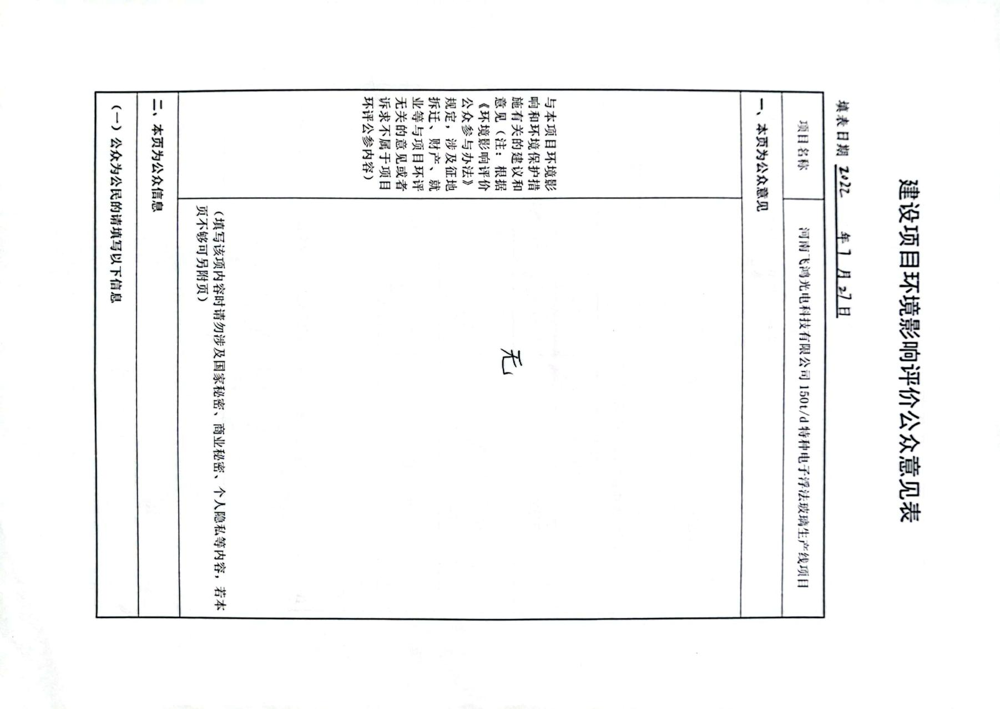 建设项目环境影响评价公众意见表
填表日期 2022 年 7 月 27 日
项目名称
河南飞鸿光电科技有限公司150t/d特种电子浮法玻璃生产线项目
一、本页为公众意见
与本项目环境影
响和环境保护措
施有关的建议和
意见（注：根据
《环境影响评价
公众参与办法》
规定，涉及征地
拆迁、财产、就
业等与项目环评
无关的意见或者
诉求不属于项目
环评公参内容）
无
（填写该项内容时请勿涉及国家秘密、商业秘密、个人隐私等内容，若本
页不够可另附页）
二、本页为公众信息
（一）公众为公民的请填写以下信息